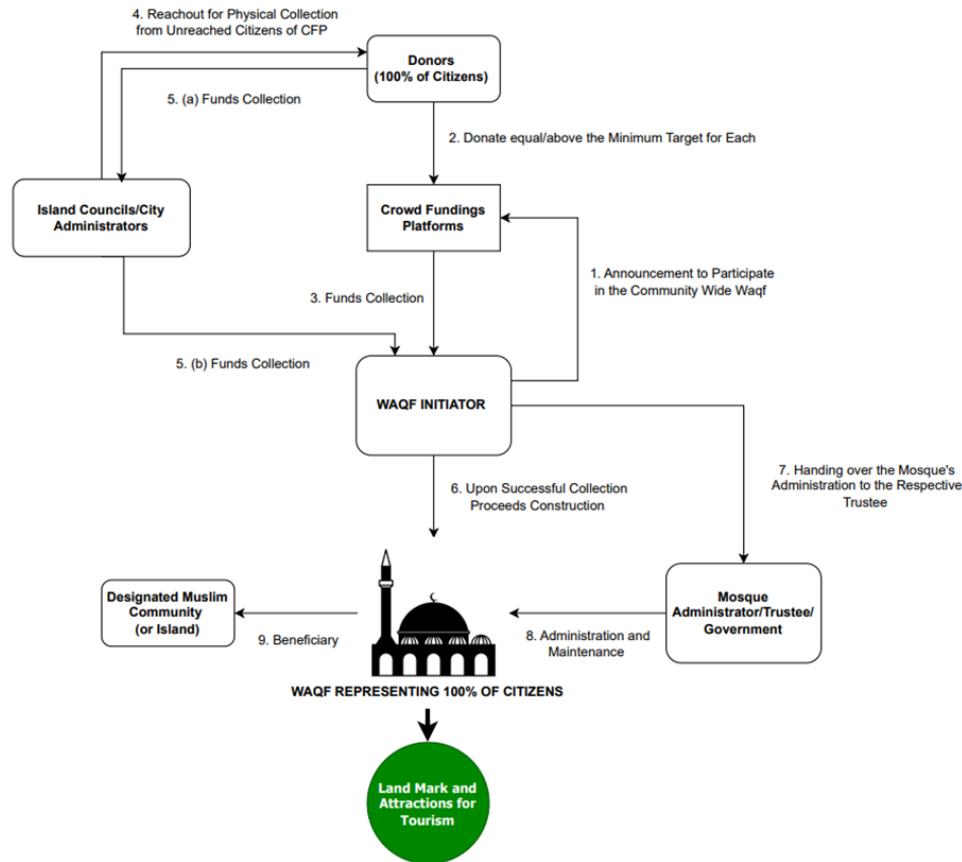 4. Reachout for Physical Collection
from Unreached Citizens of CFP
Donors
(100% of Citizens)
5. (a) Funds Collection
2. Donate equal/above the Minimum Target for Each
Island Councils/City
Administrators
Crowd Fundings
Platforms
1. Announcement to Participate
in the Community Wide Waqf
3. Funds Collection
5. (b) Funds Collection
WAQF INITIATOR
7. Handing over the Mosque's
Administration to the Respective
Trustee
6. Upon Successful Collection
Proceeds Construction
Designated Muslim
Community
(or Island)
9. Beneficiary
Mosque
Administrator/Trustee/
Government
8. Administration and
Maintenance
WAQF REPRESENTING 100% OF CITIZENS
Land Mark and
Attractions for
Tourism